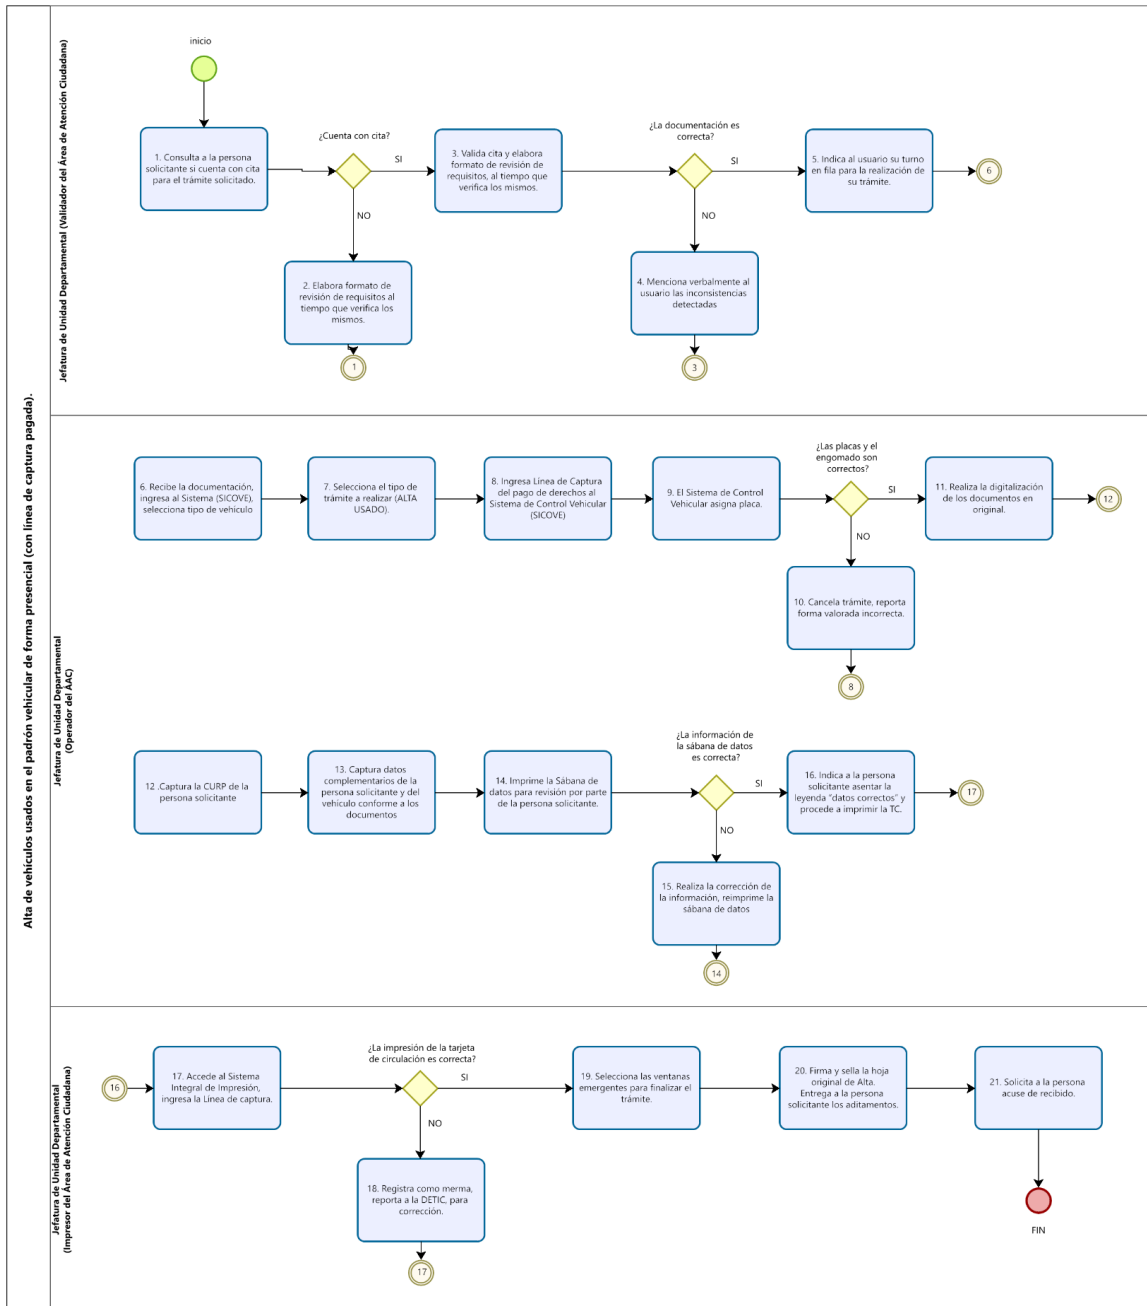 Alta de vehículos usados en el padrón vehicular de forma presencial (con línea de captura pagada).
Jefatura de Unidad Departamental (Validador del Área de Atención Ciudadana)
inicio
1. Consulta a la persona
solicitante si cuenta con cita
para el trámite solicitado.
¿Cuenta con cita?
SI
NO
2. Elabora formato de
revisión de requisitos al
tiempo que verifica los
mismos.
1
3. Valida cita y elabora
formato de revisión de
requisitos, al tiempo que
verifica los mismos.
¿La documentación es
correcta?
SI
NO
4. Menciona verbalmente al
usuario las inconsistencias
detectadas
3
5. Indica al usuario su turno
en fila para la realización de
su trámite.
6
Jefatura de Unidad Departamental
(Operador del AAC)
6. Recibe la documentación,
ingresa al Sistema (SICOVE),
selecciona tipo de vehículo
7. Selecciona el tipo de
trámite a realizar (ALTA
USADO).
8. Ingresa Línea de Captura
del pago de derechos al
Sistema de Control Vehicular
(SICOVE)
9. El Sistema de Control
Vehicular asigna placa.
¿Las placas y el
engomado son
correctos?
SI
NO
10. Cancela trámite, reporta
forma valorada incorrecta.
8
11. Realiza la digitalización
de los documentos en
original.
12
12 .Captura la CURP de la
persona solicitante
13. Captura datos
complementarios de la
persona solicitante y del
vehículo conforme a los
documentos
14. Imprime la Sábana de
datos para revisión por parte
de la persona solicitante.
¿La información de
la sábana de datos
es correcta?
SI
NO
15. Realiza la corrección de
la información, reimprime la
sábana de datos
14
16. Indica a la persona
solicitante asentar la
leyenda "datos correctos" y
procede a imprimir la TC.
17
Jefatura de Unidad Departamental
(Impresor del Área de Atención Ciudadana)
16
17. Accede al Sistema
Integral de Impresión,
ingresa la Línea de captura.
¿La impresión de la tarjeta
de circulación es correcta?
SI
NO
18. Registra como merma,
reporta a la DETIC, para
corrección.
17
19. Selecciona las ventanas
emergentes para finalizar el
trámite.
20. Firma y sella la hoja
original de Alta.
Entrega a la persona
solicitante los aditamentos.
21. Solicita a la persona
acuse de recibido.
FIN